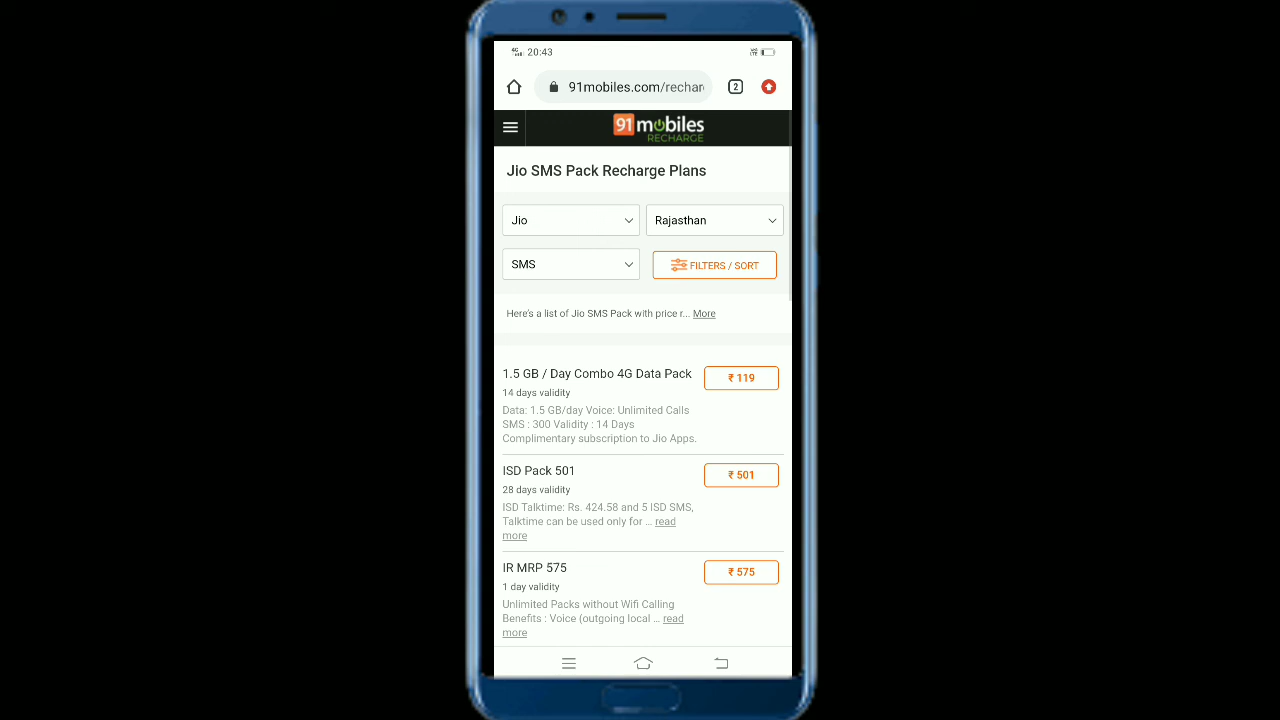 4G 20:43
91mobiles.com/rechar
2
91mobiles
RECHARGE
Jio SMS Pack Recharge Plans
Jio
Rajasthan
SMS
FILTERS / SORT
Here's a list of Jio SMS Pack with price r... More
1.5 GB / Day Combo 4G Data Pack
₹ 119
14 days validity
Data: 1.5 GB/day Voice: Unlimited Calls
SMS : 300 Validity : 14 Days
Complimentary subscription to Jio Apps.
ISD Pack 501
₹ 501
28 days validity
ISD Talktime: Rs. 424.58 and 5 ISD SMS,
Talktime can be used only for ... read
more
IR MRP 575
₹ 575
1 day validity
Unlimited Packs without Wifi Calling
Benefits : Voice (outgoing local ... read
more